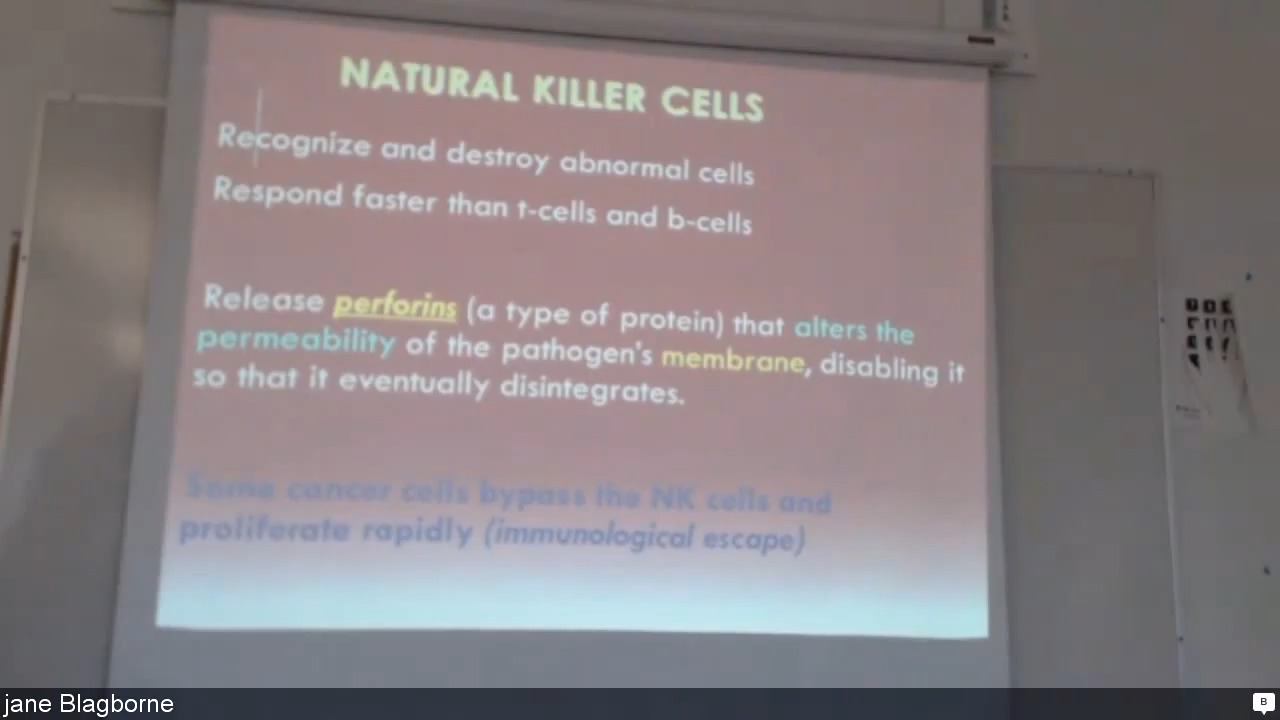 NATURAL KILLER CELLS
Recognize and destroy abnormal cells
Respond faster than t-cells and b-cells
Release perforins (a type of protein) that alters the
permeability of the pathogen's membrane, disabling it
so that it eventually disintegrates.
Some cancer cells bypass the NK cells and
proliferate rapidly (immunological escape)
jane Blagborne
B